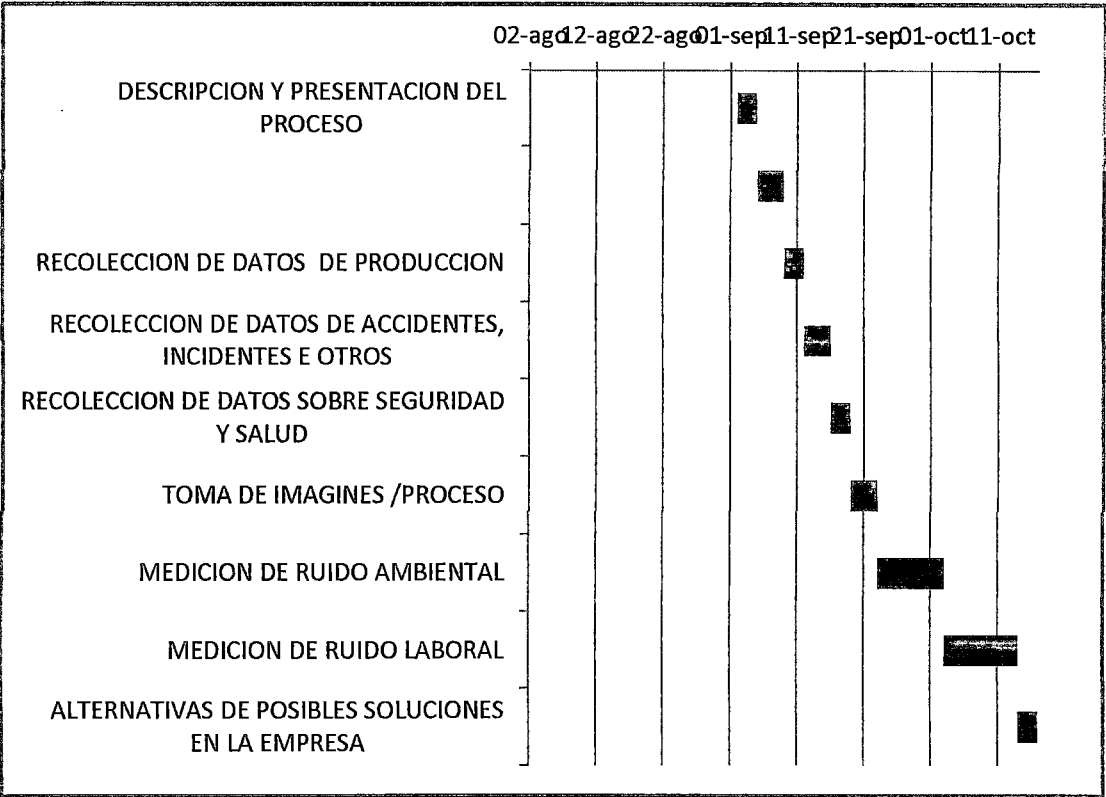 02-ago12-ago22-ago01-sep11-sep21-sep01-oct11-oct
DESCRIPCION Y PRESENTACION DEL
PROCESO
RECOLECCION DE DATOS DE PRODUCCION
RECOLECCION DE DATOS DE ACCIDENTES,
INCIDENTES E OTROS
RECOLECCION DE DATOS SOBRE SEGURIDAD
Y SALUD
TOMA DE IMAGINES /PROCESO
MEDICION DE RUIDO AMBIENTAL
MEDICION DE RUIDO LABORAL
ALTERNATIVAS DE POSIBLES SOLUCIONES
EN LA EMPRESA